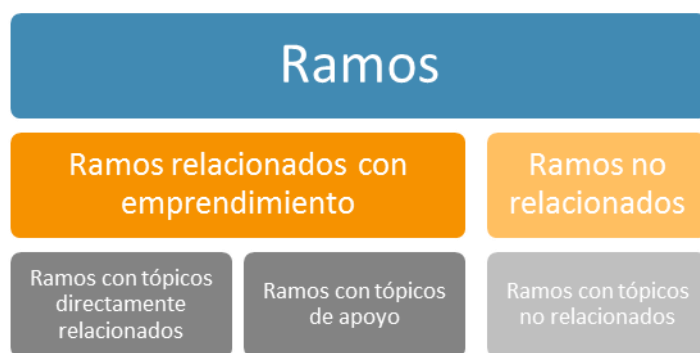 Ramos
Ramos relacionados con
emprendimiento
Ramos no
relacionados
Ramos con tópicos
directamente
relacionados
Ramos con tópicos
de apoyo
Ramos con tópicos
no relacionados